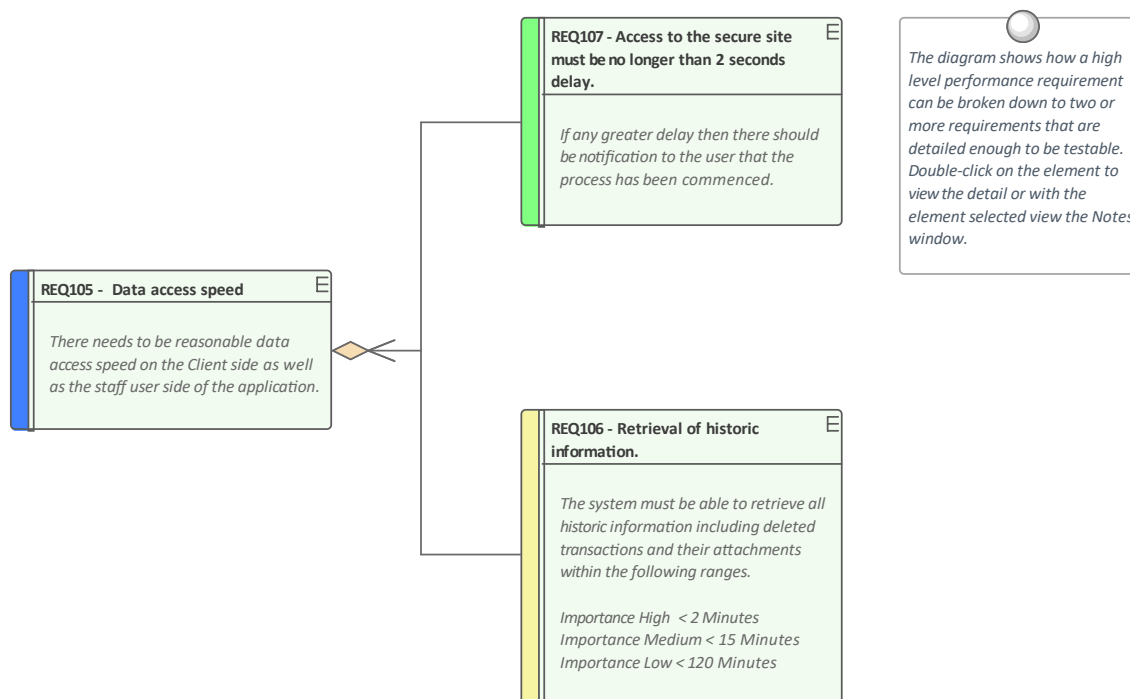 REQ107 - Access to the secure site
must be no longer than 2 seconds
delay.
E
If any greater delay then there should
be notification to the user that the
process has been commenced.
The diagram shows how a high
level performance requirement
can be broken down to two or
more requirements that are
detailed enough to be testable.
Double-click on the element to
view the detail or with the
element selected view the Notes
window.
REQ105 -  Data access speed
E
There needs to be reasonable data
access speed on the Client side as well
as the staff user side of the application.
REQ106 - Retrieval of historic
information.
E
The system must be able to retrieve all
historic information including deleted
transactions and their attachments
within the following ranges.
Importance High  < 2 Minutes
Importance Medium < 15 Minutes
Importance Low < 120 Minutes